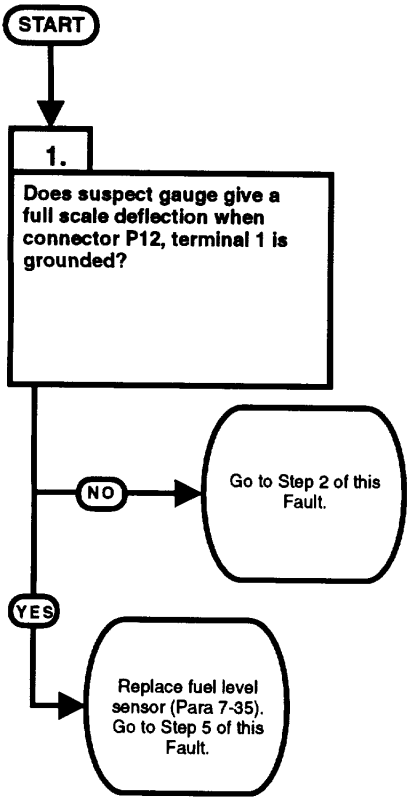 START
1.
Does suspect gauge give a
full scale deflection when
connector P12, terminal 1 is
grounded?
NO
Go to Step 2 of this
Fault.
YES
Replace fuel level
sensor (Para 7-35).
Go to Step 5 of this
Fault.